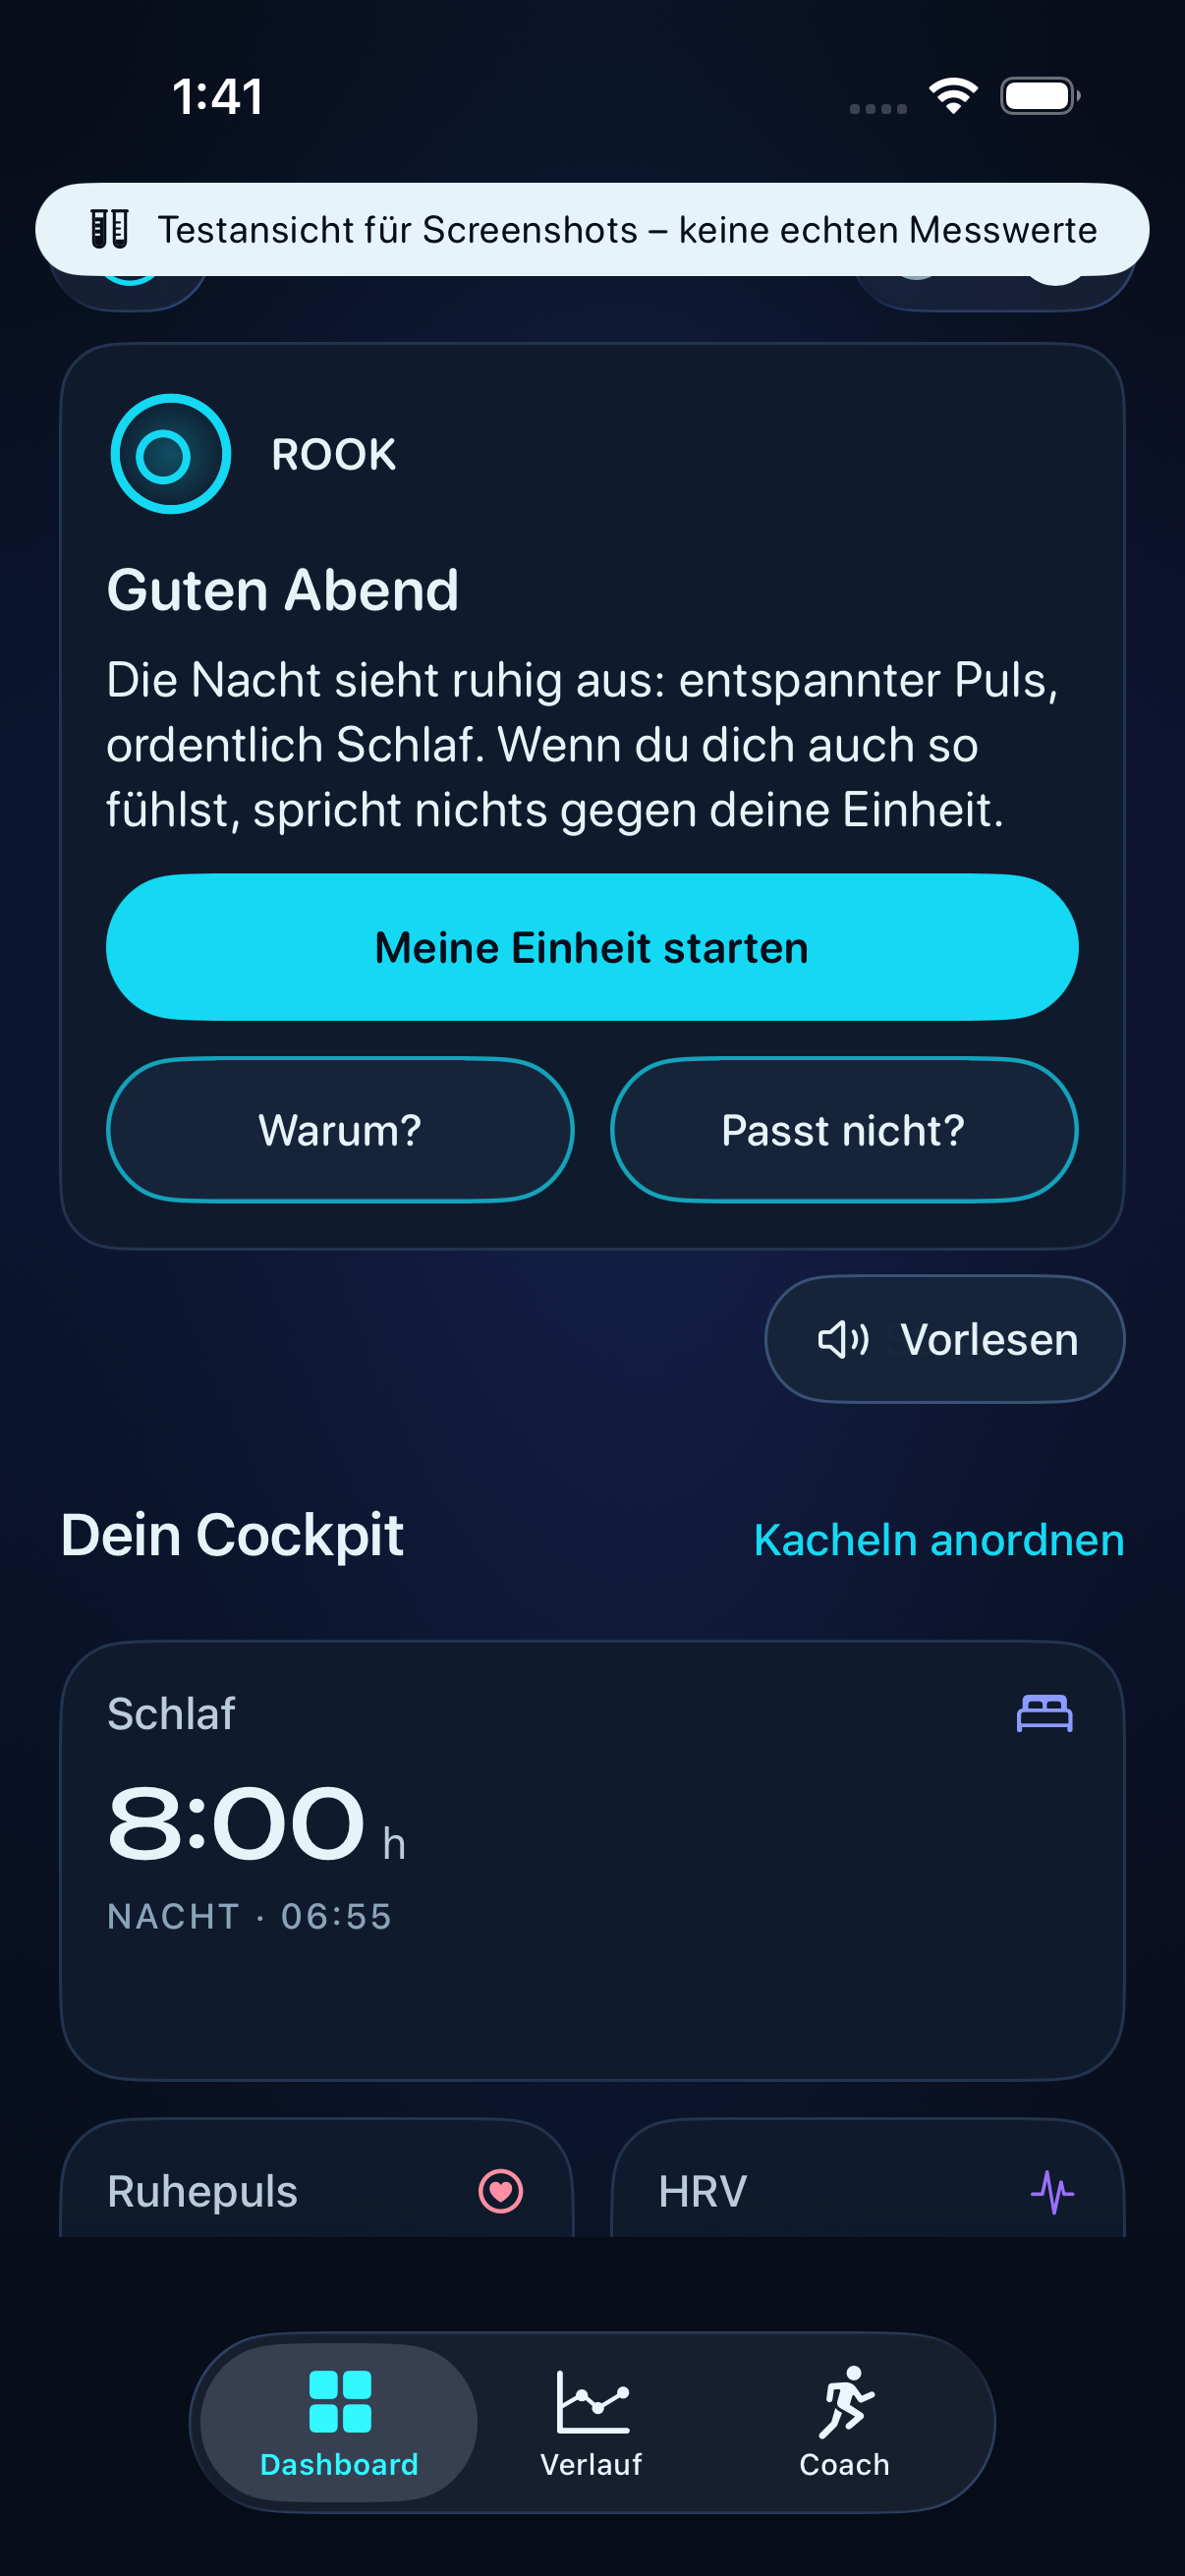 1:41
Testansicht für Screenshots – keine echten Messwerte
ROOK
Guten Abend
Die Nacht sieht ruhig aus: entspannter Puls,
ordentlich Schlaf. Wenn du dich auch so
fühlst, spricht nichts gegen deine Einheit.
Meine Einheit starten
Warum?
Passt nicht?
Vorlesen
Dein Cockpit
Kacheln anordnen
Schlaf
8:00 h
NACHT · 06:55
Ruhepuls
HRV
Dashboard
Verlauf
Coach